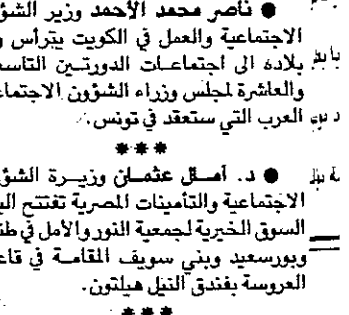 ● ناصر محمد الأحمد وزير الشؤ
الاجتماعية والعمل في الكويت يترأس و
بلاده الى اجتماعات الدورتين التاسع
والعاشرة لمجلس وزراء الشؤون الاجتماع
العرب التي ستعقد في تونس.
***
● د. آمال عثمان وزيرة الشؤ
الاجتماعية والتأمينات المصرية تفتتح الي
السوق الخيرية لجمعية النور والأمل في طن
وبورسعيد وبني سويف المقامة في قاع
العروسة بفندق النيل هيلتون.
***